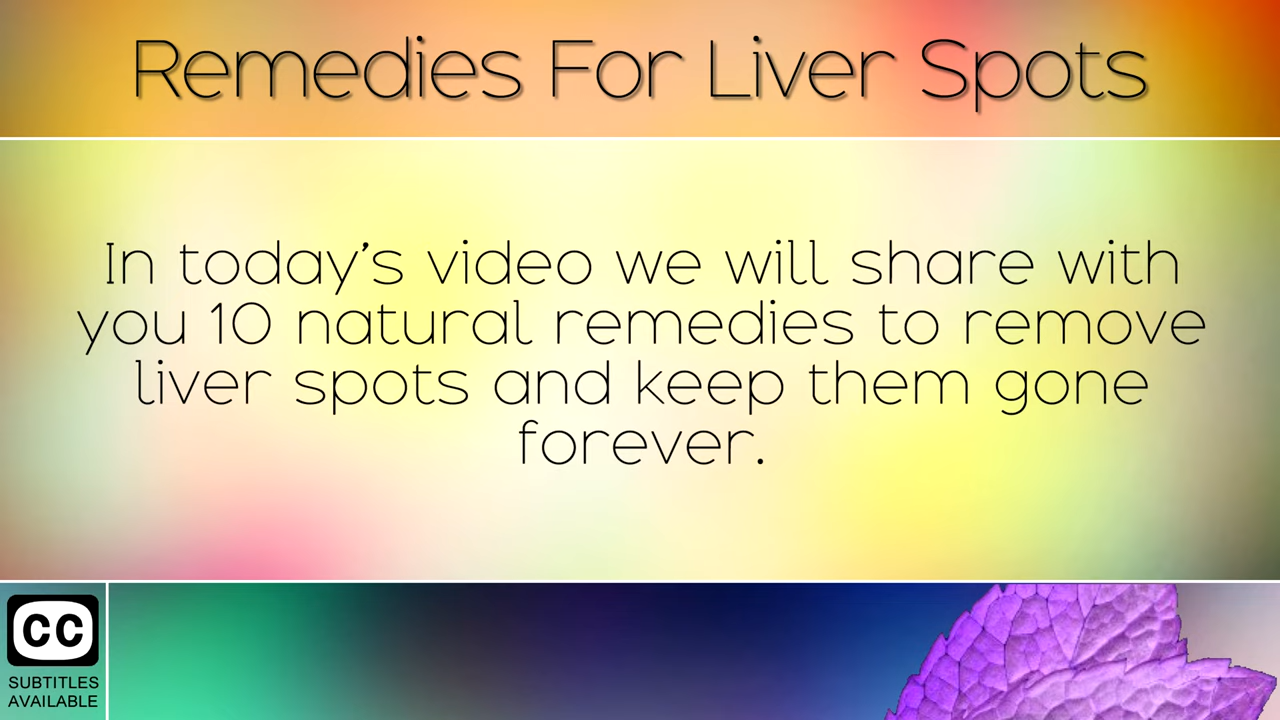 Remedies For Liver Spots
In today's video we will share with
you 10 natural remedies to remove
liver spots and keep them gone
forever.
CC
SUBTITLES
AVAILABLE